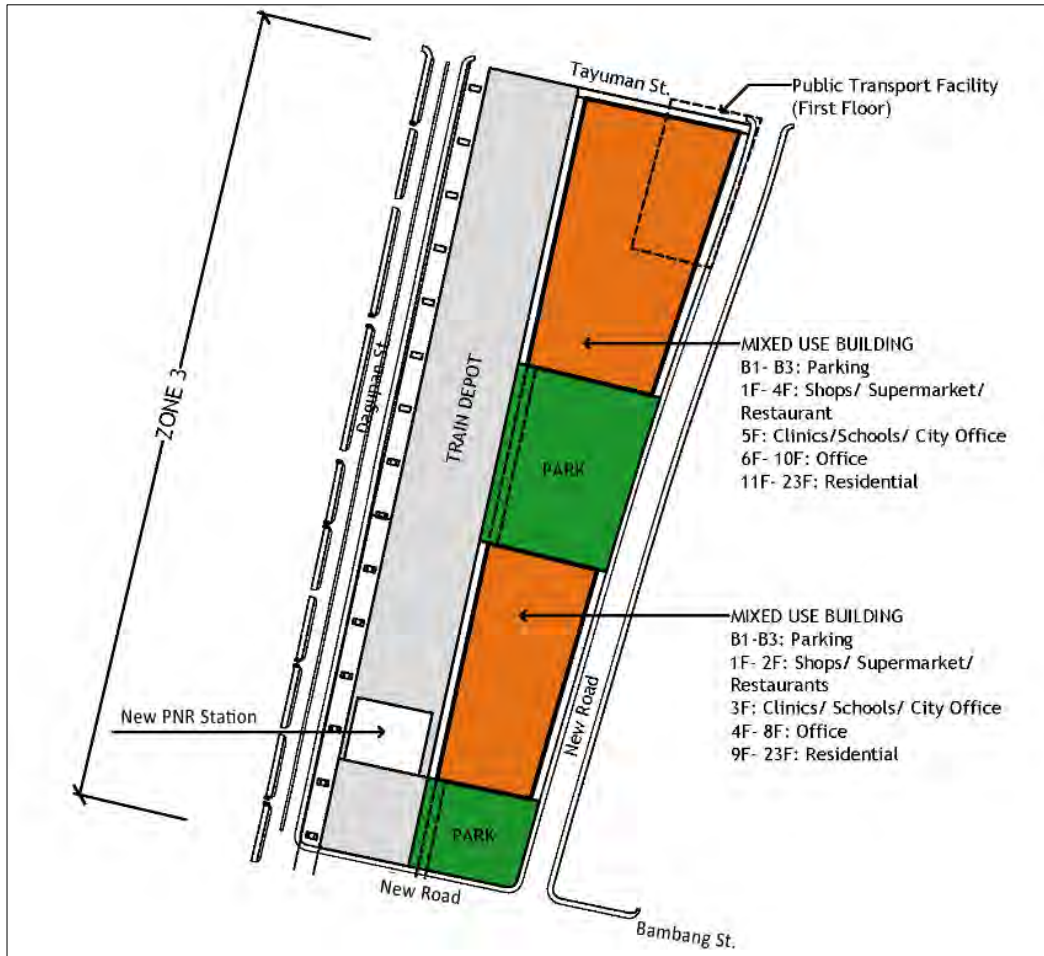 Tayuman St.
Public Transport Facility
(First Floor)
ZONE 3
Dagupan St.
TRAIN DEPOT
MIXED USE BUILDING
B1- B3: Parking
1F- 4F: Shops/ Supermarket/
Restaurant
5F: Clinics/Schools/ City Office
6F- 10F: Office
11F- 23F: Residential
PARK
MIXED USE BUILDING
B1-B3: Parking
1F- 2F: Shops/ Supermarket/
Restaurants
3F: Clinics/ Schools/ City Office
4F- 8F: Office
9F- 23F: Residential
New PNR Station
New Road
PARK
New Road
Bambang St.